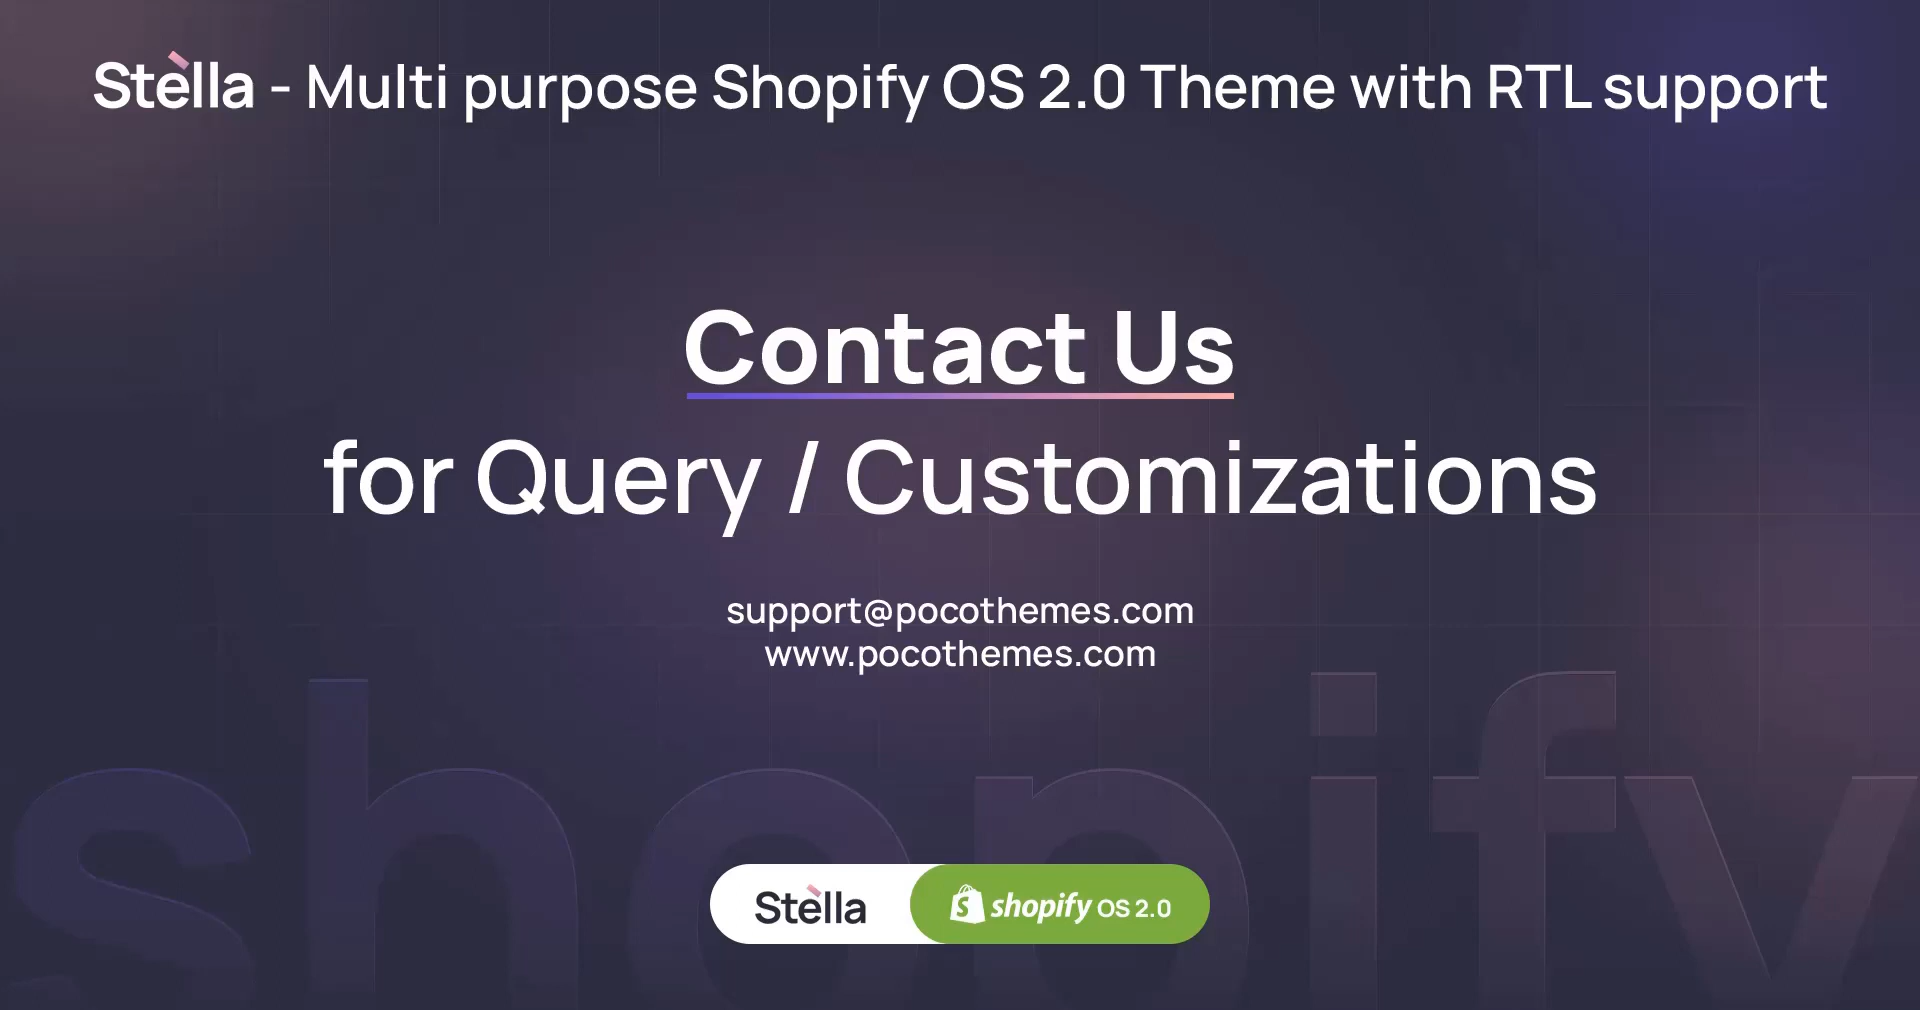 Stella - Multi purpose Shopify OS 2.0 Theme with RTL support
Contact Us
for Query / Customizations
support@pocothemes.com
www.pocothemes.com
shopify
Stella shopify OS 2.0